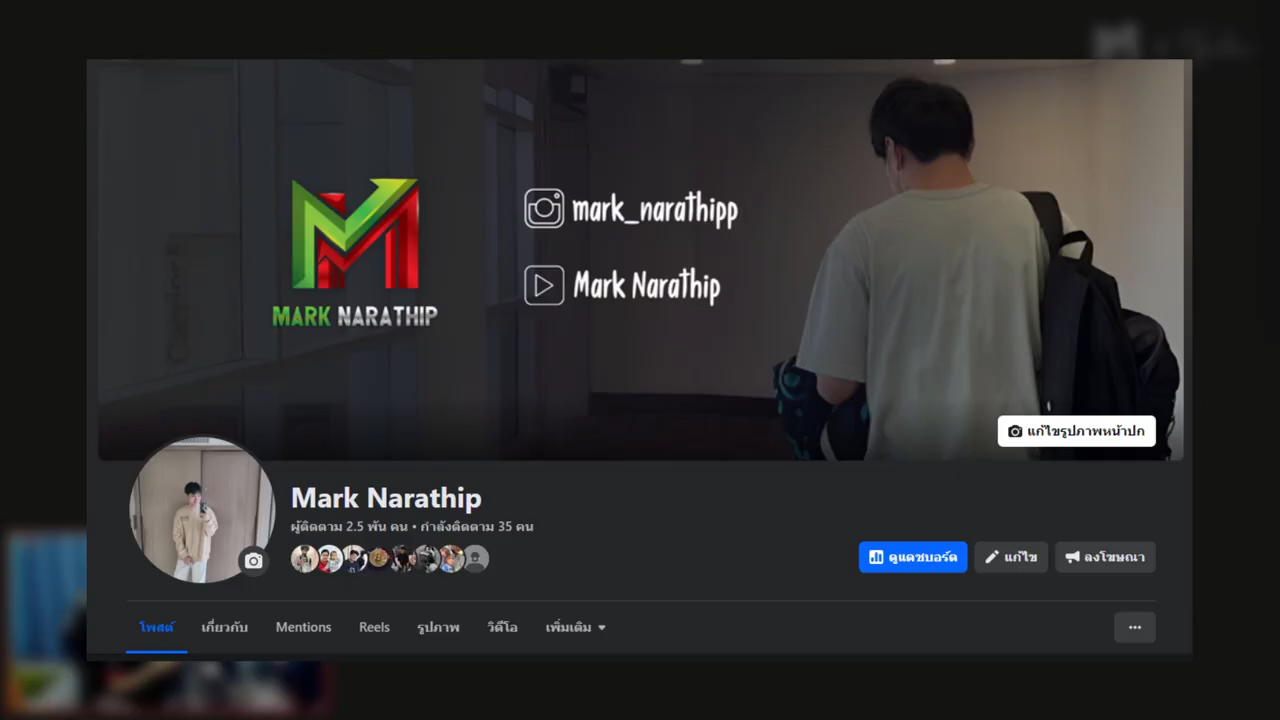 mark_narathipp
Mark Narathip
MARK NARATHIP
แก้ไขรูปภาพหน้าปก
Mark Narathip
ผู้ติดตาม 2.5 พัน คน • กำลังติดตาม 35 คน
ดูแดชบอร์ด แก้ไข ลงโฆษณา
โพสต์ เกี่ยวกับ Mentions Reels รูปภาพ วิดีโอ เพิ่มเติม